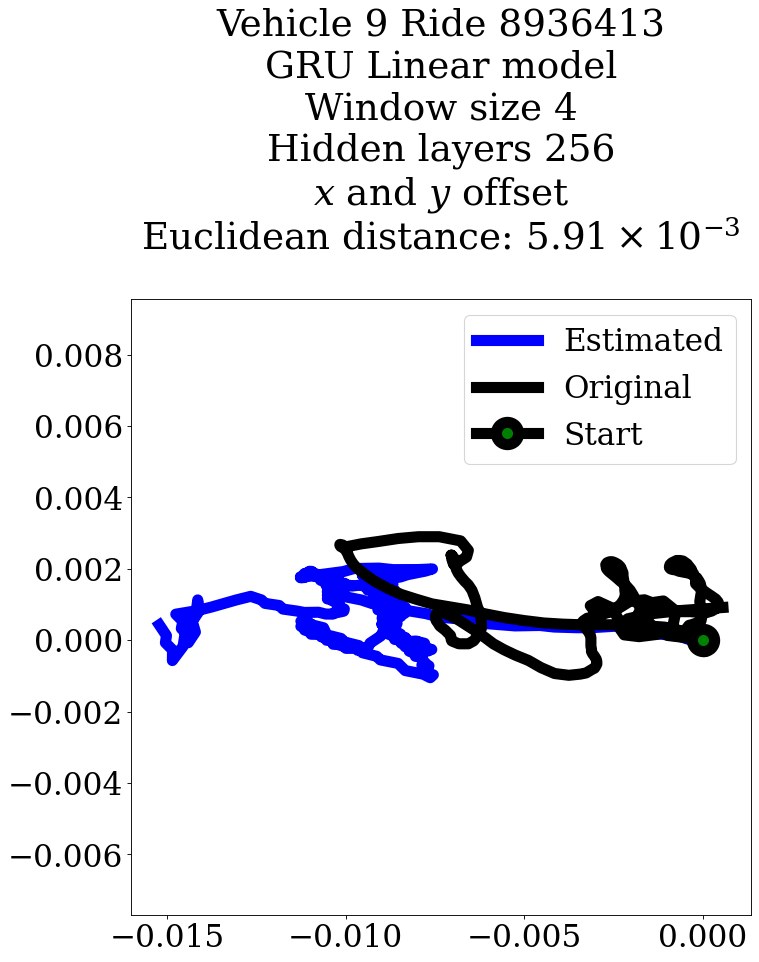 Vehicle 9 Ride 8936413
GRU Linear model
Window size 4
Hidden layers 256
x and y offset
Euclidean distance: 5.91 × 10⁻³
Estimated
Original
Start
0.008
0.006
0.004
0.002
0.000
−0.002
−0.004
−0.006
−0.015 −0.010 −0.005 0.000